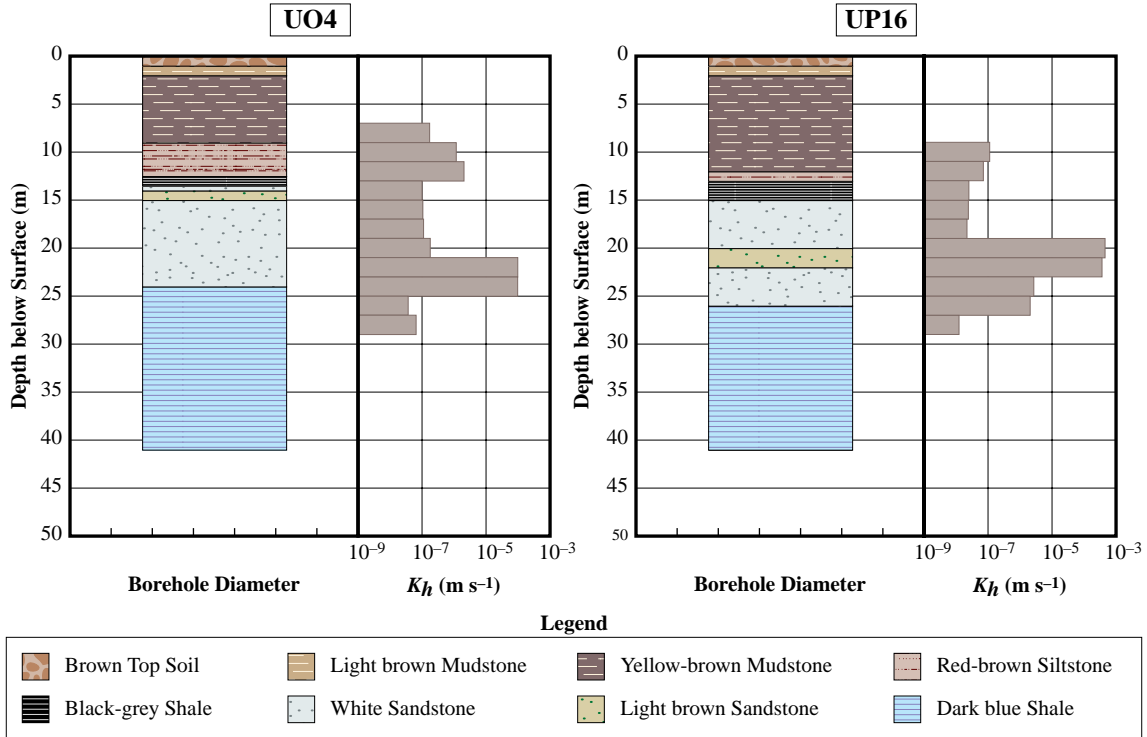 UO4
UP16
0
5
10
15
20
25
30
35
40
45
50
Depth below Surface (m)
10⁻⁹ 10⁻⁷ 10⁻⁵ 10⁻³
Borehole Diameter
K_h (m s⁻¹)
0
5
10
15
20
25
30
35
40
45
50
Depth below Surface (m)
10⁻⁹ 10⁻⁷ 10⁻⁵ 10⁻³
Borehole Diameter
K_h (m s⁻¹)
Legend
Brown Top Soil
Light brown Mudstone
Yellow-brown Mudstone
Red-brown Siltstone
Black-grey Shale
White Sandstone
Light brown Sandstone
Dark blue Shale